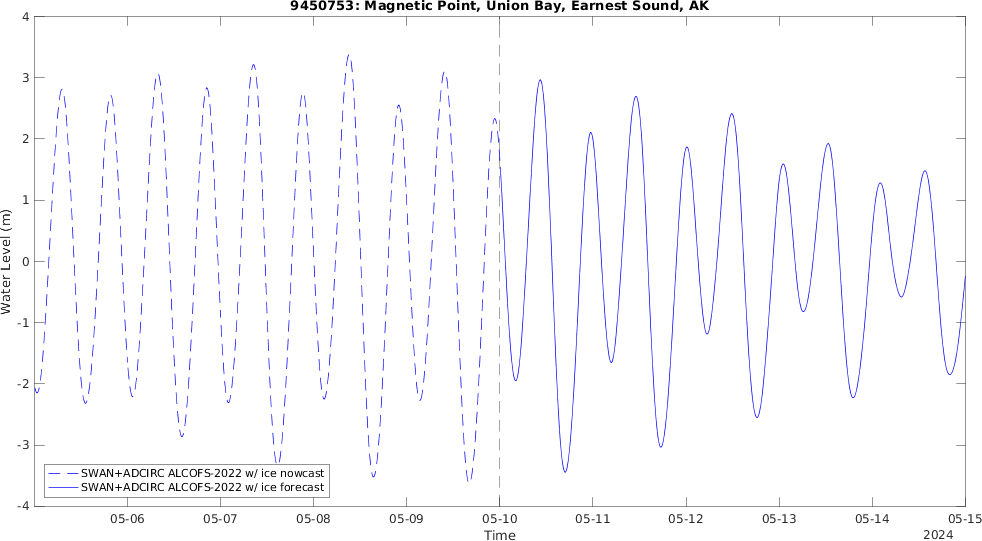 9450753: Magnetic Point, Union Bay, Earnest Sound, AK
4
3
2
1
0
-1
-2
-3
-4
Water Level (m)
SWAN+ADCIRC ALCOFS-2022 w/ ice nowcast
SWAN+ADCIRC ALCOFS-2022 w/ ice forecast
05-06 05-07 05-08 05-09 05-10 05-11 05-12 05-13 05-14 05-15
Time
2024